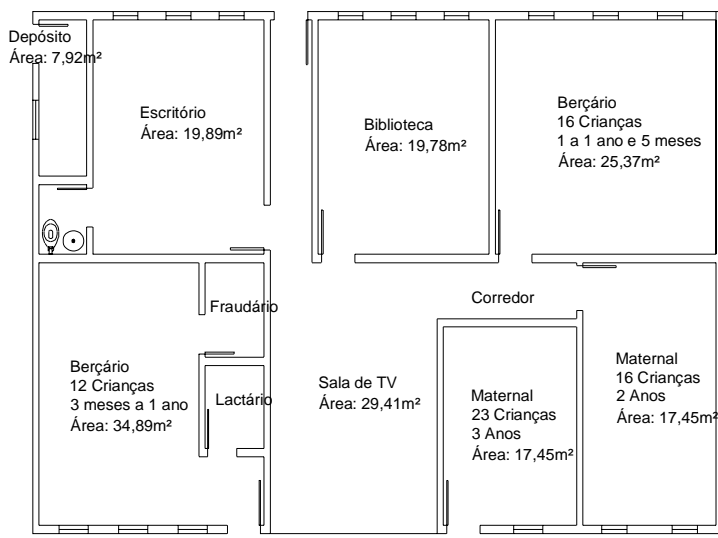 Depósito
Área: 7,92m²
Escritório
Área: 19,89m²
Biblioteca
Área: 19,78m²
Berçário
16 Crianças
1 a 1 ano e 5 meses
Área: 25,37m²
Fraudário
Corredor
Berçário
12 Crianças
3 meses a 1 ano
Área: 34,89m²
Lactário
Sala de TV
Área: 29,41m²
Maternal
23 Crianças
3 Anos
Área: 17,45m²
Maternal
16 Crianças
2 Anos
Área: 17,45m²